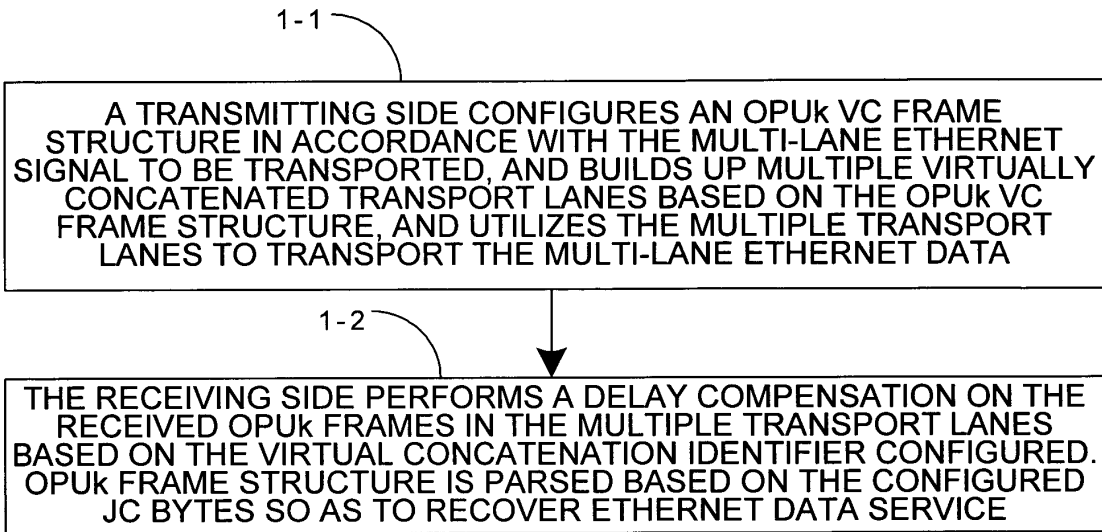 1-1
A TRANSMITTING SIDE CONFIGURES AN OPUk VC FRAME
STRUCTURE IN ACCORDANCE WITH THE MULTI-LANE ETHERNET
SIGNAL TO BE TRANSPORTED, AND BUILDS UP MULTIPLE VIRTUALLY
CONCATENATED TRANSPORT LANES BASED ON THE OPUk VC
FRAME STRUCTURE, AND UTILIZES THE MULTIPLE TRANSPORT
LANES TO TRANSPORT THE MULTI-LANE ETHERNET DATA
1-2
THE RECEIVING SIDE PERFORMS A DELAY COMPENSATION ON THE
RECEIVED OPUk FRAMES IN THE MULTIPLE TRANSPORT LANES
BASED ON THE VIRTUAL CONCATENATION IDENTIFIER CONFIGURED.
OPUk FRAME STRUCTURE IS PARSED BASED ON THE CONFIGURED
JC BYTES SO AS TO RECOVER ETHERNET DATA SERVICE